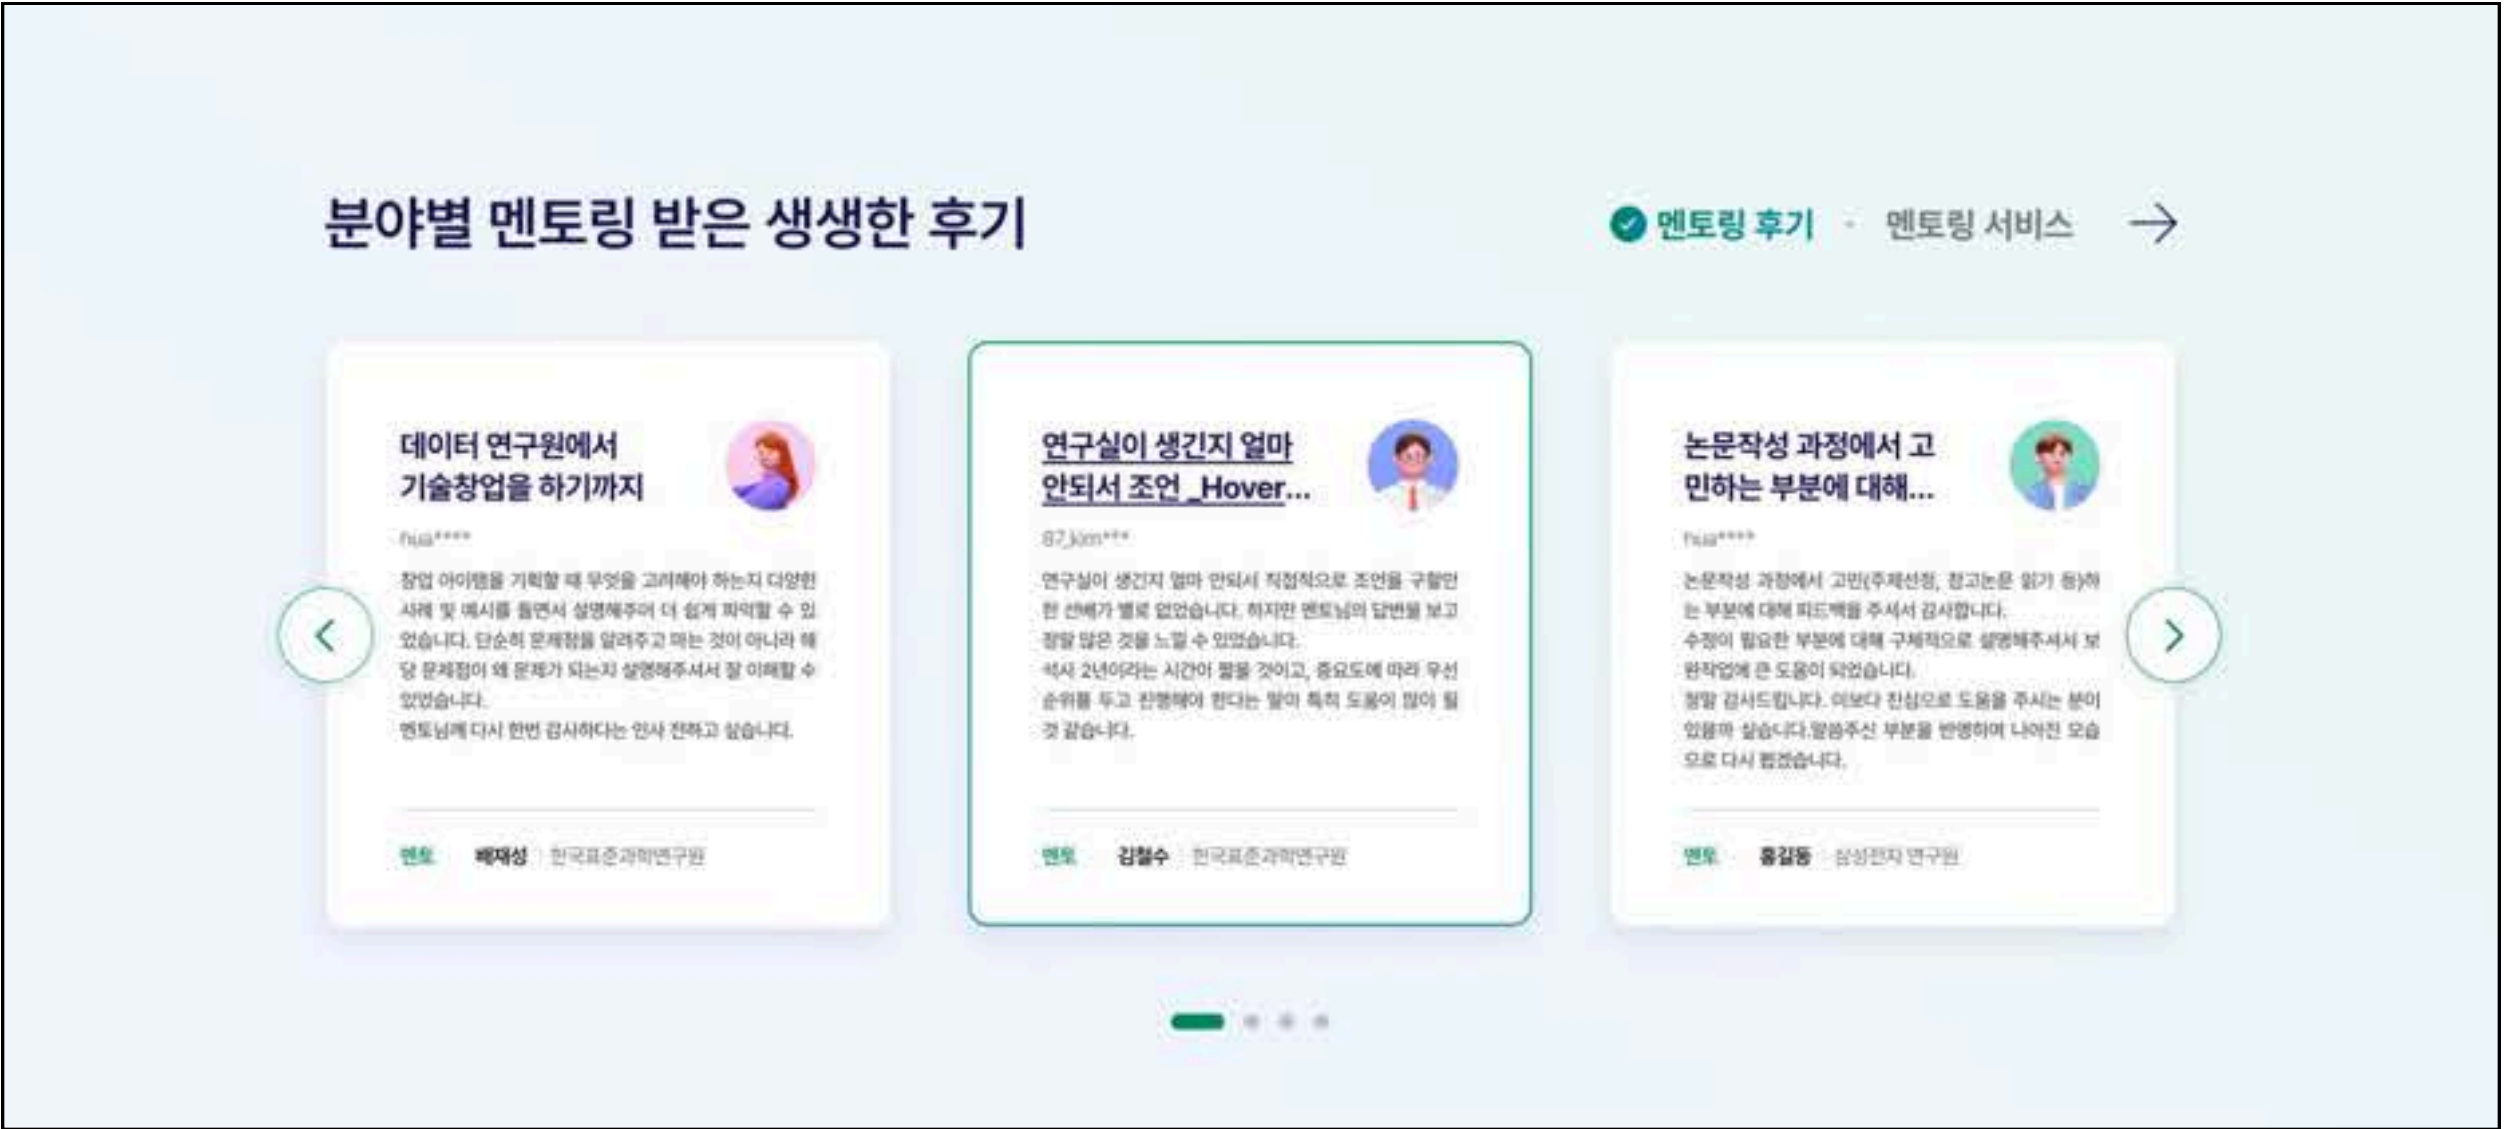 분야별 멘토링 받은 생생한 후기
멘토링 후기 · 멘토링 서비스
데이터 연구원에서
기술창업을 하기까지
hua****
창업 아이템을 기획할 때 무엇을 고려해야 하는지 다양한
사례 및 예시를 들면서 설명해주어 더 쉽게 파악할 수 있
었습니다. 단순히 문제점을 알려주고 마는 것이 아니라 해
당 문제점이 왜 문제가 되는지 설명해주셔서 잘 이해할 수
있었습니다.
멘토님께 다시 한번 감사하다는 인사 전하고 싶습니다.
멘토 배재성 한국표준과학연구원
연구실이 생긴지 얼마
안되서 조언 _Hover...
87_kim***
연구실이 생긴지 얼마 안되서 직접적으로 조언을 구할만
한 선배가 별로 없었습니다. 하지만 멘토님의 답변을 보고
정말 많은 것을 느낄 수 있었습니다.
석사 2년이라는 시간이 짧을 것이고, 중요도에 따라 우선
순위를 두고 진행해야 한다는 말이 특히 도움이 많이 될
것 같습니다.
멘토 김철수 한국표준과학연구원
논문작성 과정에서 고
민하는 부분에 대해...
hua****
논문작성 과정에서 고민(주제선정, 참고논문 읽기 등)하
는 부분에 대해 피드백을 주셔서 감사합니다.
수정이 필요한 부분에 대해 구체적으로 설명해주셔서 보
완작업에 큰 도움이 되었습니다.
정말 감사드립니다. 이보다 진심으로 도움을 주시는 분이
있을까 싶습니다.말씀주신 부분을 반영하여 나아진 모습
으로 다시 뵙겠습니다.
멘토 홍길동 삼성전자 연구원